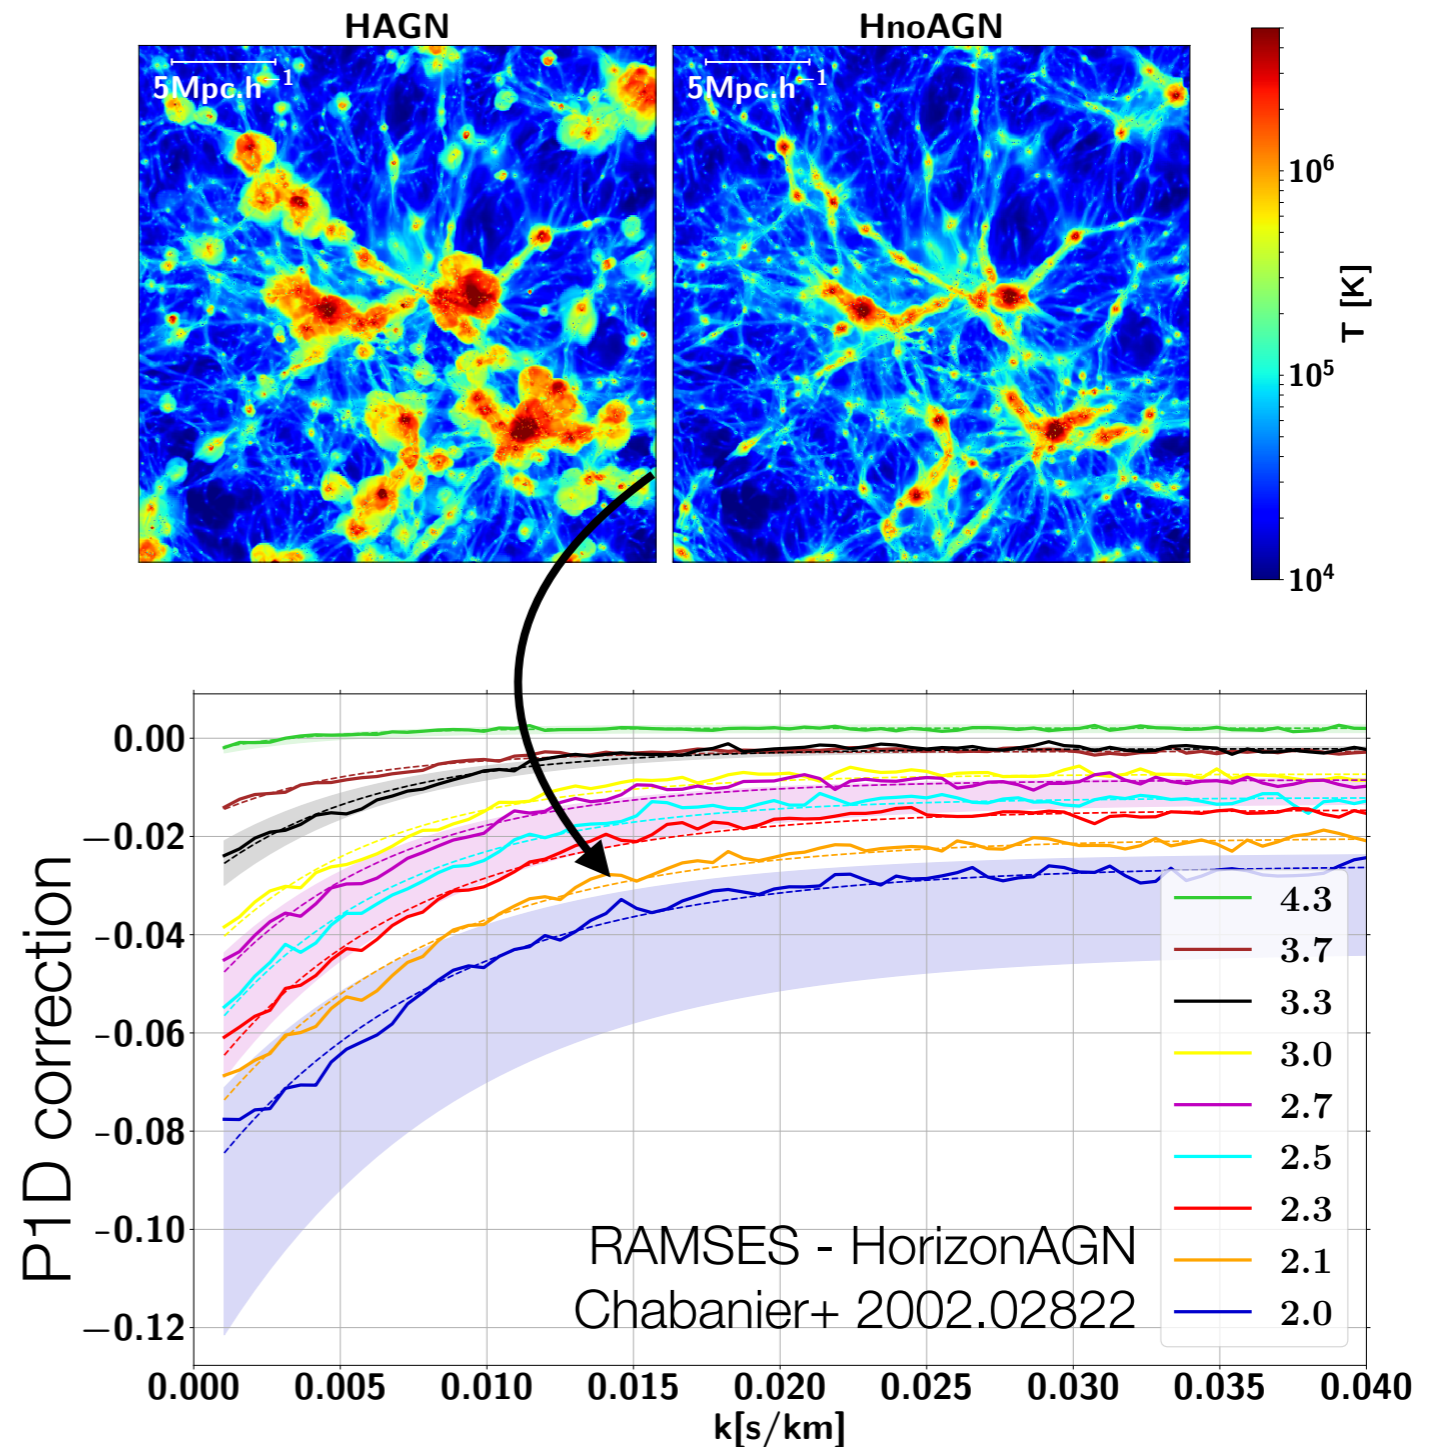 HAGN
HnoAGN
5Mpc.h⁻¹
5Mpc.h⁻¹
10⁶
10⁵
10⁴
T [K]
0.00
−0.02
-0.04
-0.06
-0.08
-0.10
−0.12
P1D correction
4.3
3.7
3.3
3.0
2.7
2.5
2.3
2.1
2.0
RAMSES - HorizonAGN
Chabanier+ 2002.02822
0.000 0.005 0.010 0.015 0.020 0.025 0.030 0.035 0.040
k[s/km]